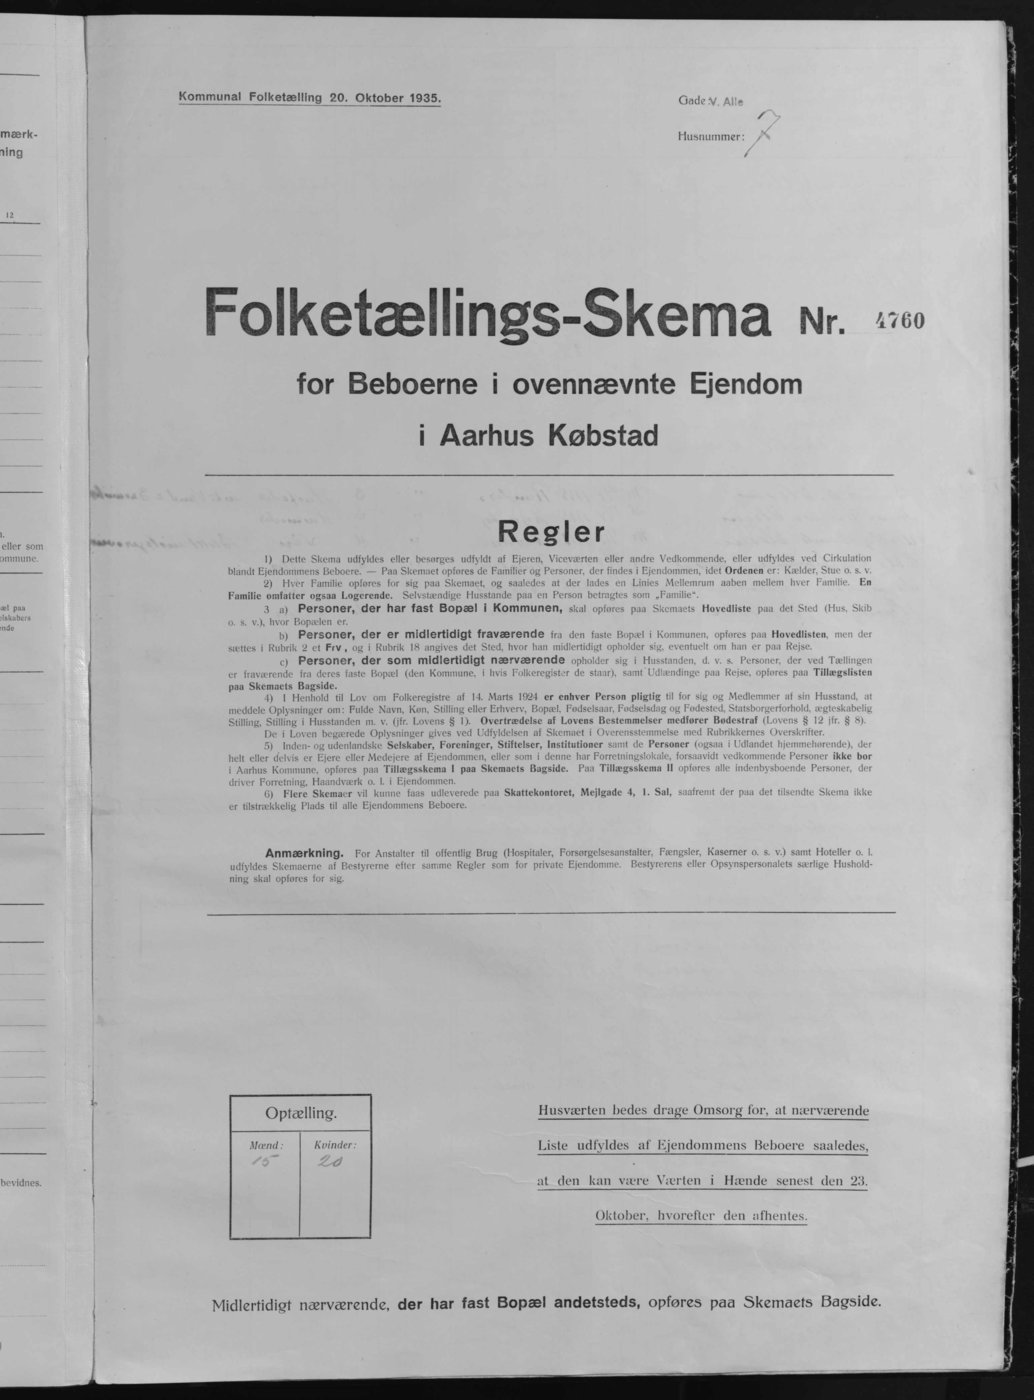 mærk-
ning
12
eller som
ommune.
æl paa
elskabers
ende
bevidnes.
Kommunal Folketælling 20. Oktober 1935.
Gade: V. Alle
Husnummer: 7
Folketællings-Skema Nr. 4760
for Beboerne i ovennævnte Ejendom
i Aarhus Købstad
Regler
1) Dette Skema udfyldes eller besørges udfyldt af Ejeren, Viceværten eller andre Vedkommende, eller udfyldes ved Cirkulation
blandt Ejendommens Beboere. — Paa Skemaet opføres de Familier og Personer, der findes i Ejendommen, idet Ordenen er: Kælder, Stue o. s. v.
2) Hver Familie opføres for sig paa Skemaet, og saaledes at der lades en Linies Mellemrum aaben mellem hver Familie. En
Familie omfatter ogsaa Logerende. Selvstændige Husstande paa en Person betragtes som „Familie“.
3 a) Personer, der har fast Bopæl i Kommunen, skal opføres paa Skemaets Hovedliste paa det Sted (Hus, Skib
o. s. v.), hvor Bopælen er.
b) Personer, der er midlertidigt fraværende fra den faste Bopæl i Kommunen, opføres paa Hovedlisten, men der
sættes i Rubrik 2 et Frv, og i Rubrik 18 angives det Sted, hvor han midlertidigt opholder sig, eventuelt om han er paa Rejse.
c) Personer, der som midlertidigt nærværende opholder sig i Husstanden, d. v. s. Personer, der ved Tællingen
er fraværende fra deres faste Bopæl (den Kommune, i hvis Folkeregister de staar), samt Udlændinge paa Rejse, opføres paa Tillægslisten
paa Skemaets Bagside.
4) I Henhold til Lov om Folkeregistre af 14. Marts 1924 er enhver Person pligtig til for sig og Medlemmer af sin Husstand, at
meddele Oplysninger om: Fulde Navn, Køn, Stilling eller Erhverv, Bopæl, Fødselsaar, Fødselsdag og Fødested, Statsborgerforhold, ægteskabelig
Stilling, Stilling i Husstanden m. v. (jfr. Lovens § 1). Overtrædelse af Lovens Bestemmelser medfører Bødestraf (Lovens § 12 jfr. § 8).
De i Loven begærede Oplysninger gives ved Udfyldelsen af Skemaet i Overensstemmelse med Rubrikkernes Overskrifter.
5) Inden- og udenlandske Selskaber, Foreninger, Stiftelser, Institutioner samt de Personer (ogsaa i Udlandet hjemmehørende), der
helt eller delvis er Ejere eller Medejere af Ejendommen, eller som i denne har Forretningslokale, forsaavidt vedkommende Personer ikke bor
i Aarhus Kommune, opføres paa Tillægsskema I paa Skemaets Bagside. Paa Tillægsskema II opføres alle indenbysboende Personer, der
driver Forretning, Haandværk o. l. i Ejendommen.
6) Flere Skemaer vil kunne faas udleverede paa Skattekontoret, Mejlgade 4, 1. Sal, saafremt der paa det tilsendte Skema ikke
er tilstrækkelig Plads til alle Ejendommens Beboere.
Anmærkning. For Anstalter til offentlig Brug (Hospitaler, Forsørgelsesanstalter, Fængsler, Kaserner o. s. v.) samt Hoteller o. l.
udfyldes Skemaerne af Bestyrerne efter samme Regler som for private Ejendomme. Bestyrerens eller Opsynspersonalets særlige Hushold-
ning skal opføres for sig.
Optælling.
Mænd: Kvinder:
15 20
Husværten bedes drage Omsorg for, at nærværende
Liste udfyldes af Ejendommens Beboere saaledes,
at den kan være Værten i Hænde senest den 23.
Oktober, hvorefter den afhentes.
Midlertidigt nærværende, der har fast Bopæl andetsteds, opføres paa Skemaets Bagside.